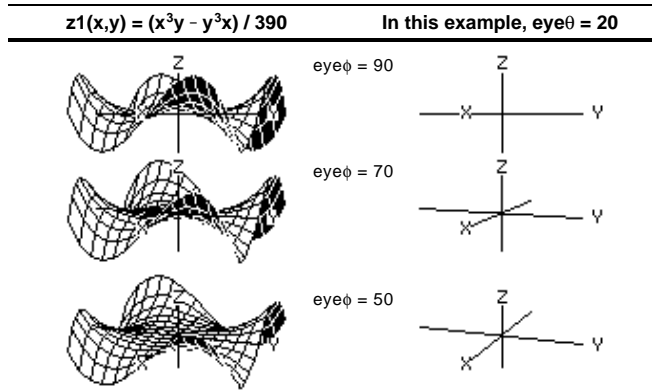 z1(x,y) = (x³y – y³x) / 390 In this example, eyeθ = 20
Z eyeφ = 90 Z
X Y
Z eyeφ = 70 Z
X Y
Z eyeφ = 50 Z
X Y X Y